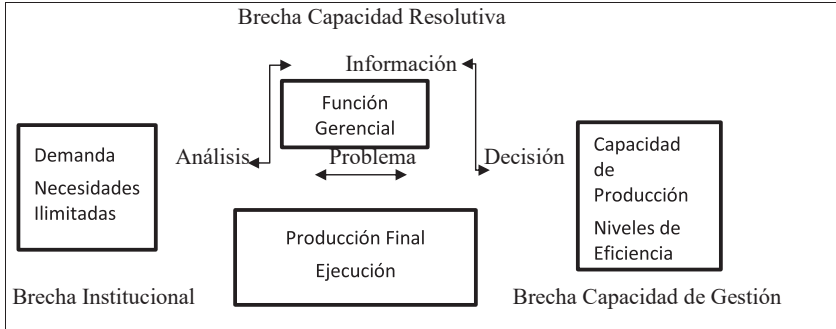 Brecha Capacidad Resolutiva
Información
Función
Gerencial
Demanda
Necesidades
Ilimitadas
Análisis
Problema
Decisión
Capacidad
de
Producción
Niveles de
Eficiencia
Producción Final
Ejecución
Brecha Institucional
Brecha Capacidad de Gestión